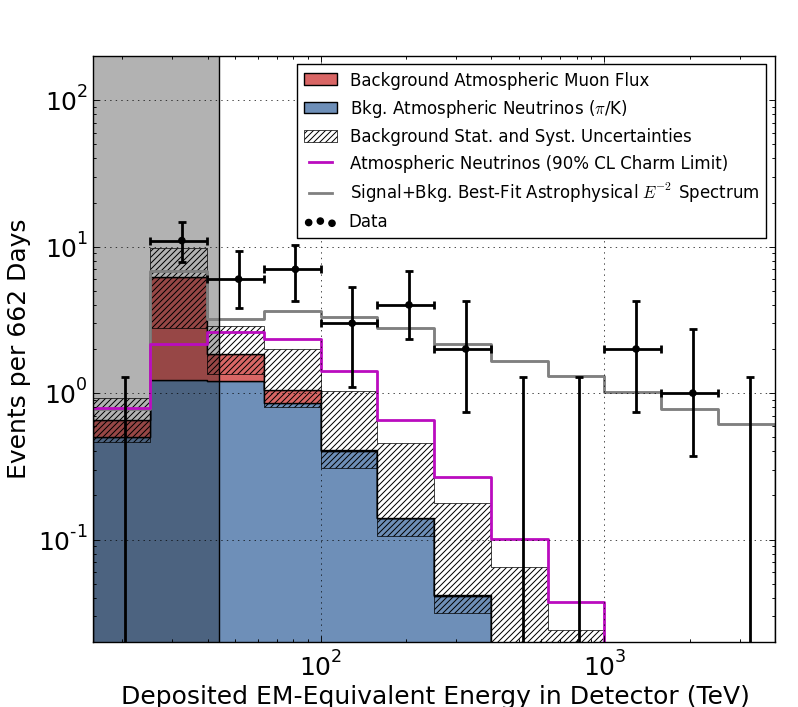 Background Atmospheric Muon Flux
Bkg. Atmospheric Neutrinos (π/K)
Background Stat. and Syst. Uncertainties
Atmospheric Neutrinos (90% CL Charm Limit)
Signal+Bkg. Best-Fit Astrophysical E⁻² Spectrum
Data
Events per 662 Days
10²
10¹
10⁰
10⁻¹
10² 10³
Deposited EM-Equivalent Energy in Detector (TeV)